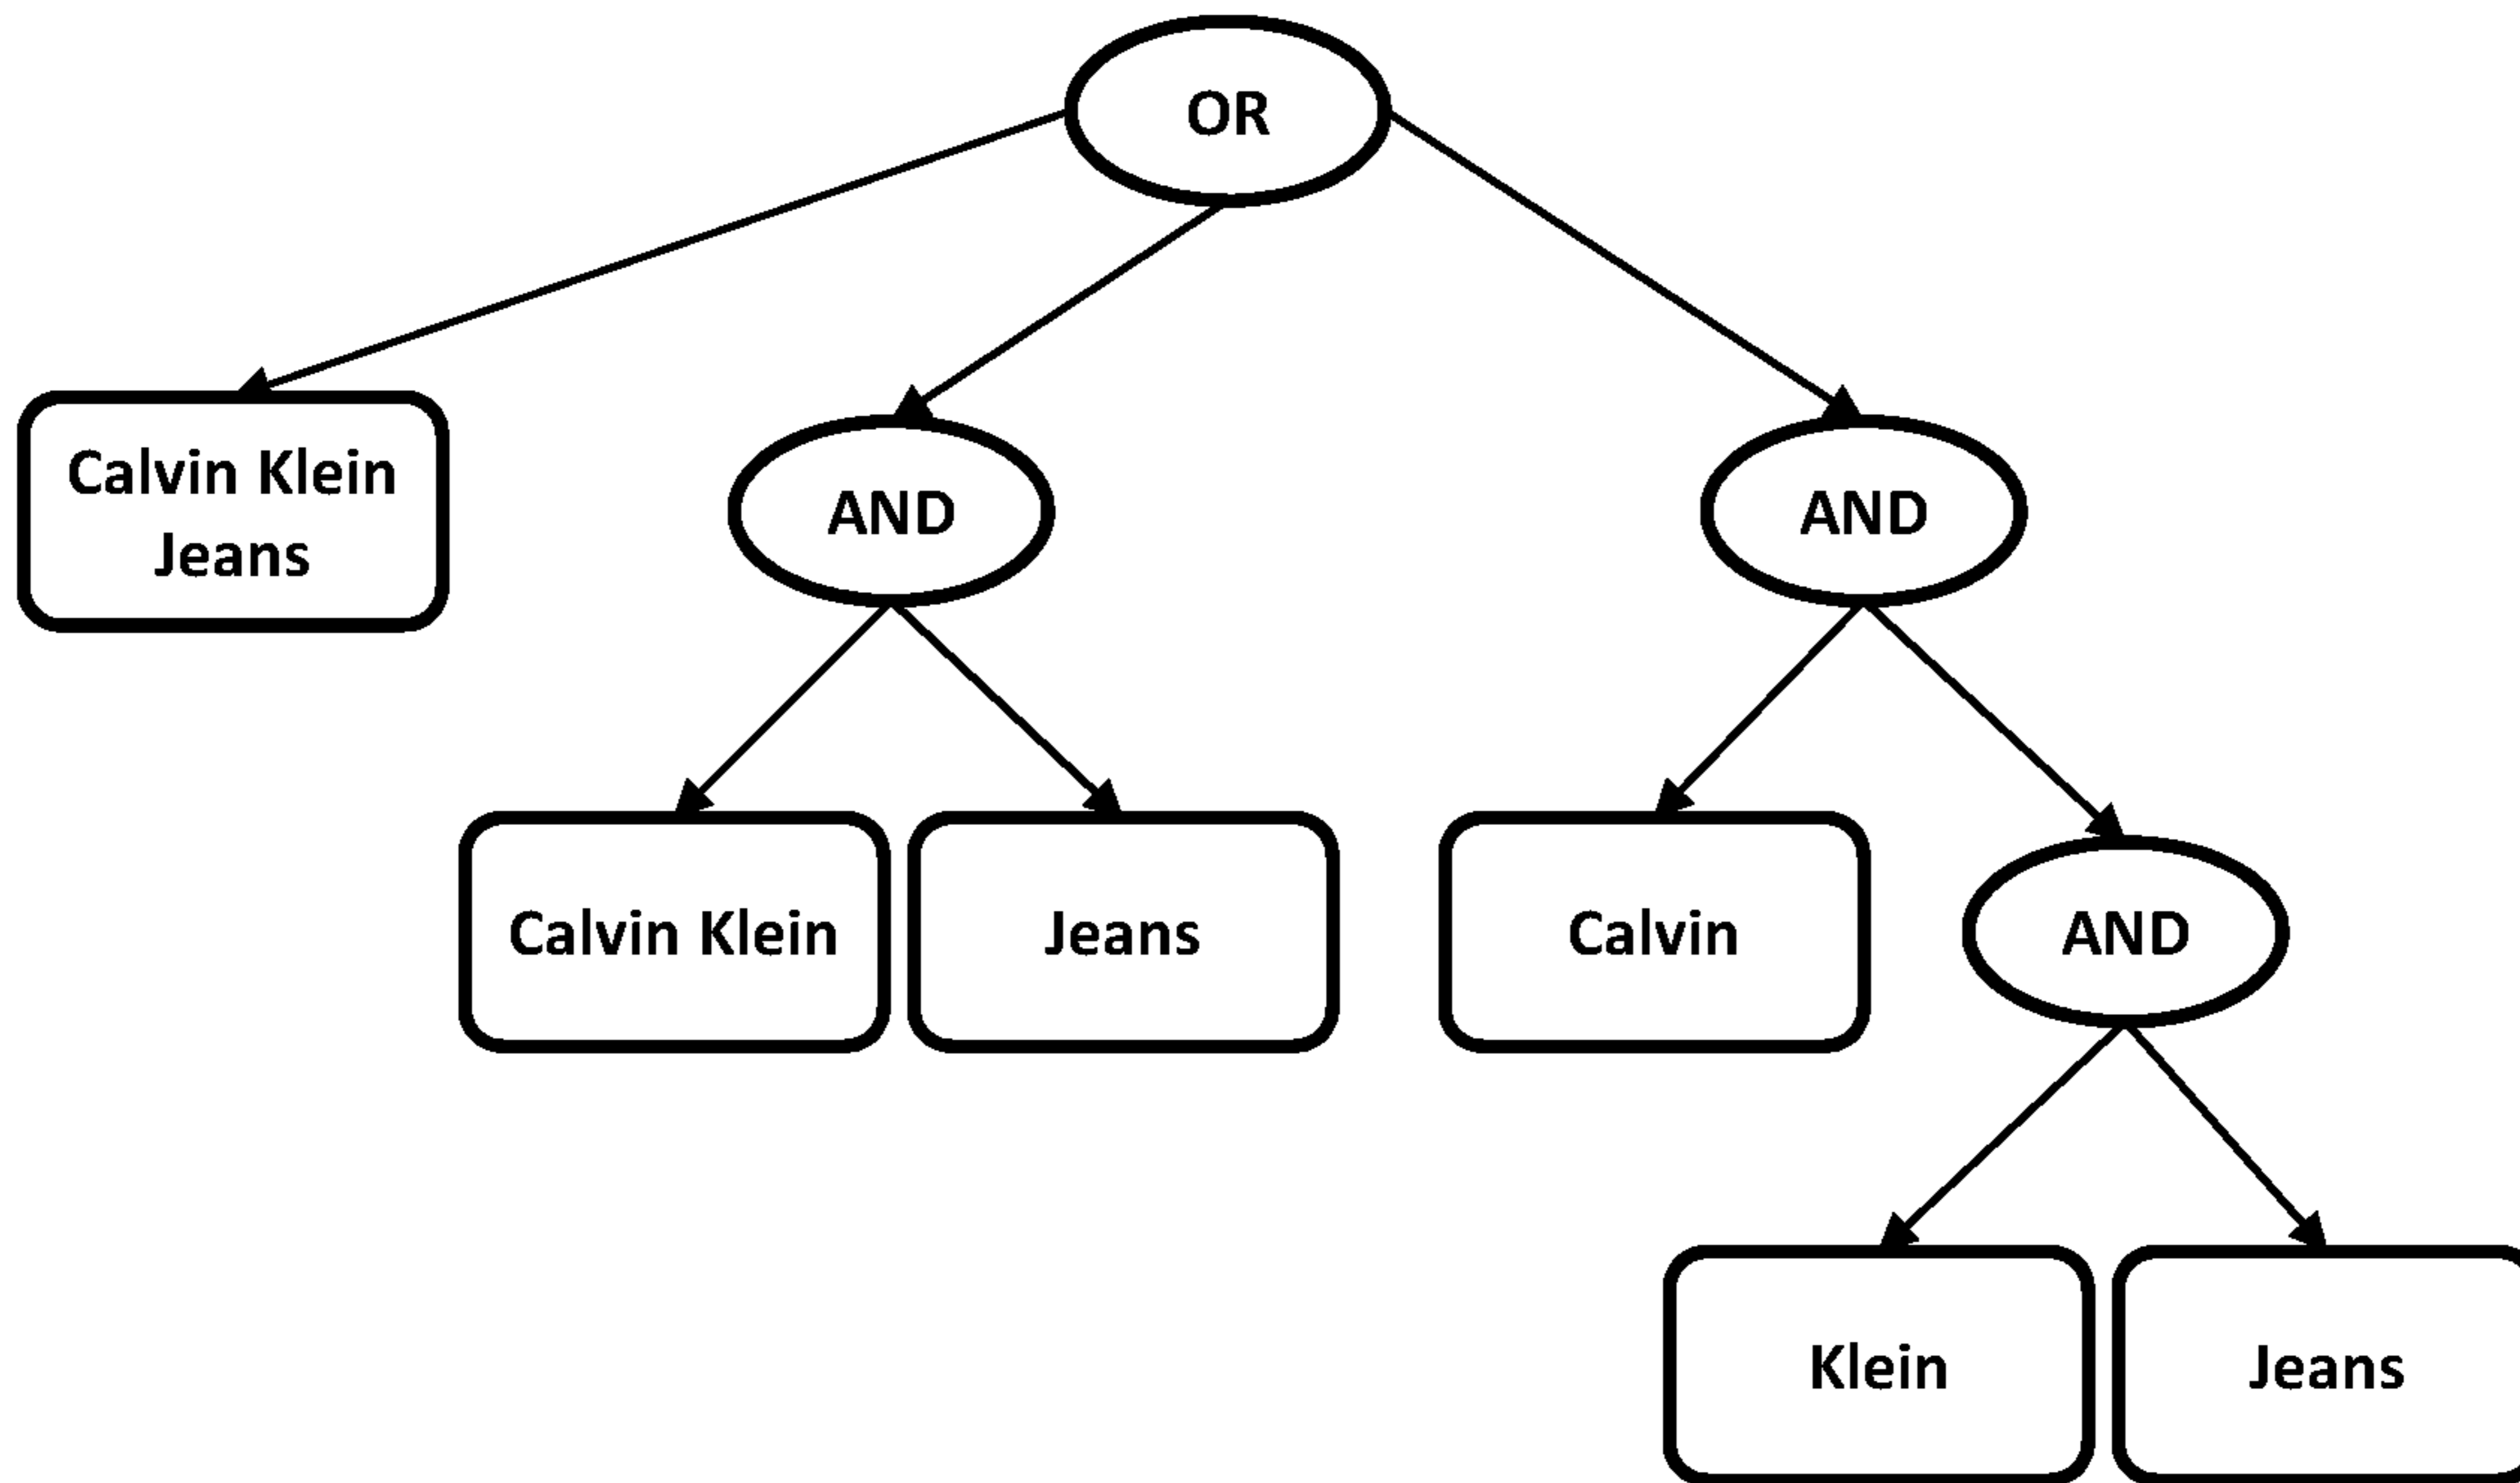 OR
Calvin Klein
Jeans
AND
AND
Calvin Klein
Jeans
Calvin
AND
Klein
Jeans